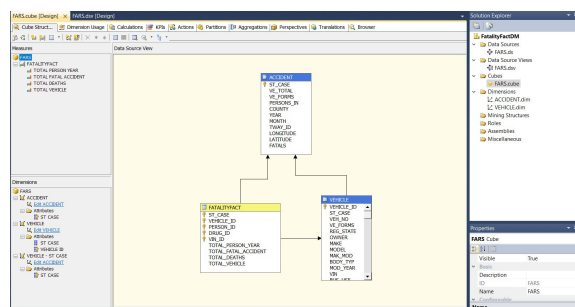 FARS.cube [Design]
FARS.dsv [Design]
Cube Struct...
Dimension Usage
Calculations
KPIs
Actions
Partitions
Aggregations
Perspectives
Translations
Browser
Measures
FARS
FATALITYFACT
TOTAL PERSON YEAR
TOTAL FATAL ACCIDENT
TOTAL DEATHS
TOTAL VEHICLE
Dimensions
FARS
ACCIDENT
Edit ACCIDENT
Attributes
ST CASE
VEHICLE
Edit VEHICLE
Attributes
ST CASE
VEHICLE ID
VEHICLE - ST CASE
Edit ACCIDENT
Attributes
ST CASE
Data Source View
ACCIDENT
ST_CASE
VE_TOTAL
VE_FORMS
PERSONS_IN
COUNTY
YEAR
MONTH
TWAY_ID
LONGITUDE
LATITUDE
FATALS
FATALITYFACT
ST_CASE
VEHICLE_ID
PERSON_ID
DRUG_ID
VIN_ID
TOTAL_PERSON_YEAR
TOTAL_FATAL_ACCIDENT
TOTAL_DEATHS
TOTAL_VEHICLE
VEHICLE
VEHICLE_ID
ST_CASE
VEH_NO
VE_FORMS
REG_STATE
OWNER
MAKE
MODEL
MAK_MOD
BODY_TYP
MOD_YEAR
VIN
Solution Explorer
FatalityFactDM
Data Sources
FARS.ds
Data Source Views
FARS.dsv
Cubes
FARS.cube
Dimensions
ACCIDENT.dim
VEHICLE.dim
Mining Structures
Roles
Assemblies
Miscellaneous
Properties
FARS Cube
Visible True
Basic
Description
ID FARS
Name FARS
Configurable
Name